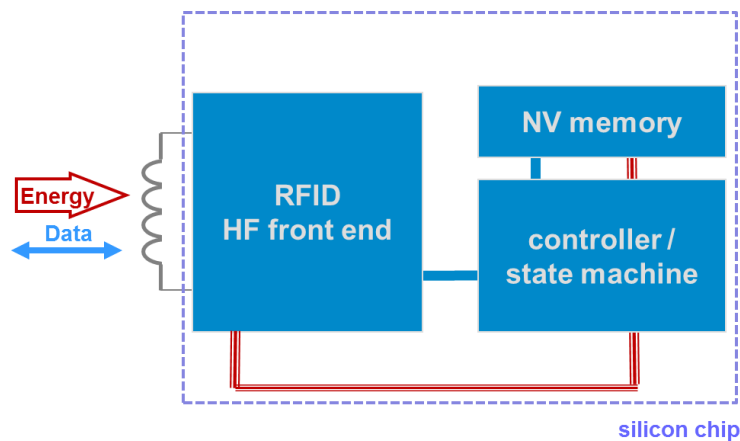 NV memory
RFID
HF front end
Energy
Data
controller /
state machine
silicon chip